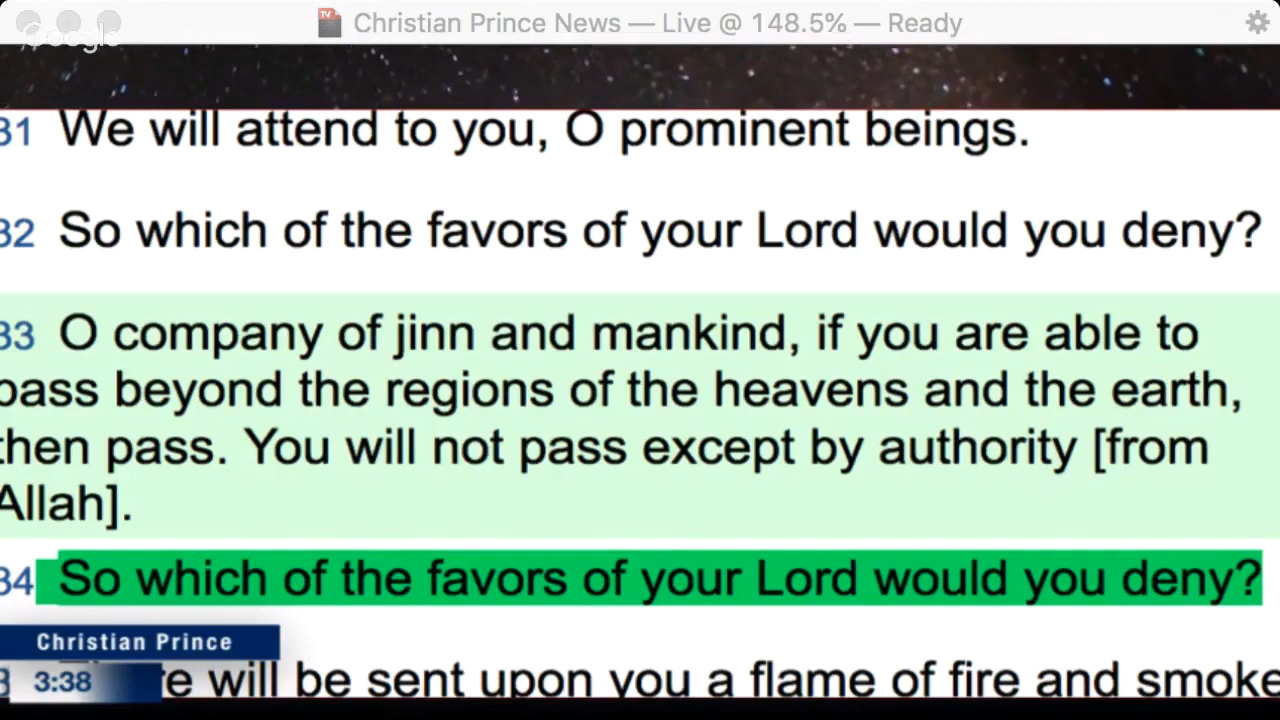 Christian Prince News — Live @ 148.5% — Ready
Google
31 We will attend to you, O prominent beings.
32 So which of the favors of your Lord would you deny?
33 O company of jinn and mankind, if you are able to
pass beyond the regions of the heavens and the earth,
then pass. You will not pass except by authority [from
Allah].
34 So which of the favors of your Lord would you deny?
Christian Prince
3:38
will be sent upon you a flame of fire and smoke